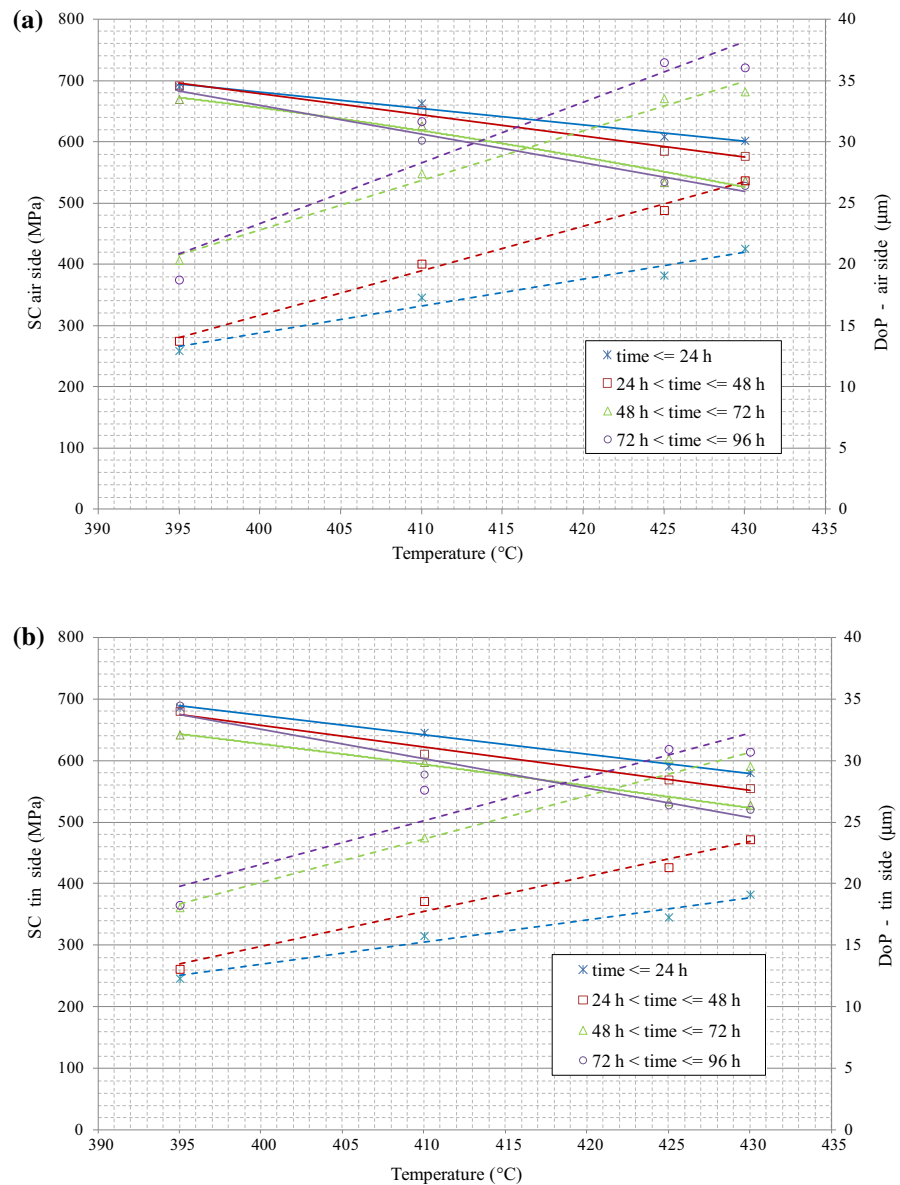 (a)
800
700
600
500
400
300
200
100
0
SC air side (MPa)
40
35
30
25
20
15
10
5
0
DoP - air side (µm)
390 395 400 405 410 415 420 425 430 435
Temperature (°C)
time <= 24 h
24 h < time <= 48 h
48 h < time <= 72 h
72 h < time <= 96 h
(b)
800
700
600
500
400
300
200
100
0
SC tin side (MPa)
40
35
30
25
20
15
10
5
0
DoP - tin side (µm)
390 395 400 405 410 415 420 425 430 435
Temperature (°C)
time <= 24 h
24 h < time <= 48 h
48 h < time <= 72 h
72 h < time <= 96 h